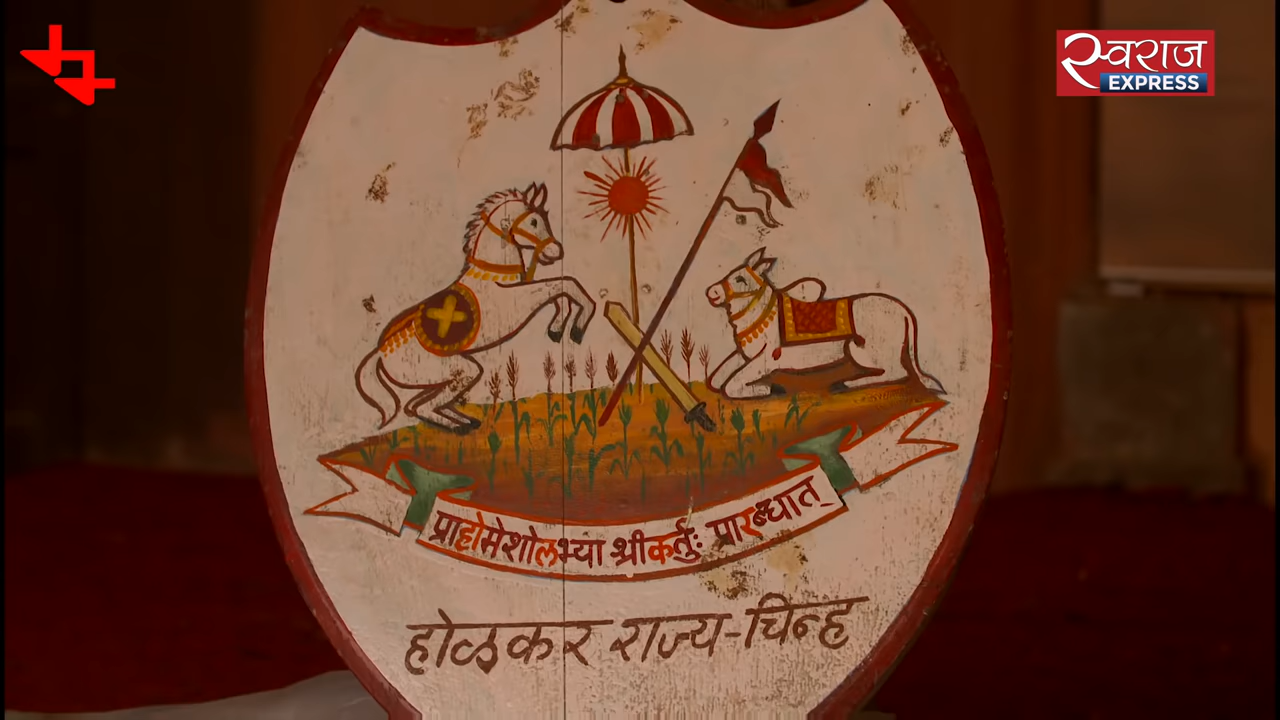 स्वराज
EXPRESS
प्राहोमेशोलभ्या श्रीकर्तुः प्रारब्धात्
होळकर राज्य-चिन्ह